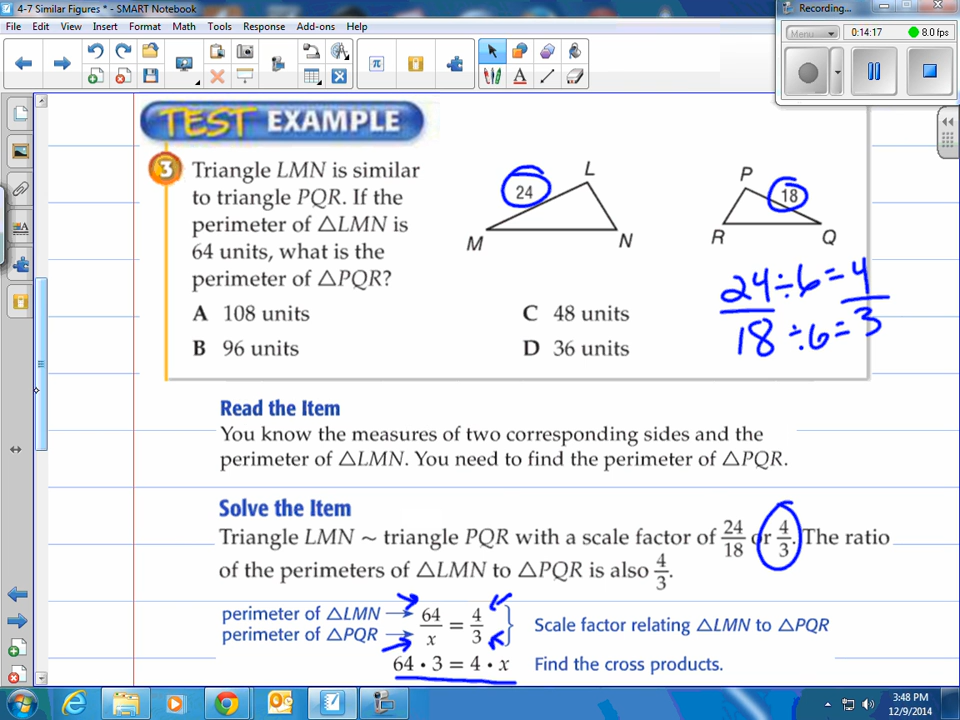 4-7 Similar Figures * - SMART Notebook
Recording...
File Edit View Insert Format Math Tools Response Add-ons Help
Menu
0:14:17
8.0 fps
TEST EXAMPLE
3 Triangle LMN is similar
to triangle PQR. If the
perimeter of △LMN is
64 units, what is the
perimeter of △PQR?
A 108 units
C 48 units
B 96 units
D 36 units
L
24
M
N
P
18
R
Q
24÷6=4
18÷6=3
Read the Item
You know the measures of two corresponding sides and the
perimeter of △LMN. You need to find the perimeter of △PQR.
Solve the Item
Triangle LMN ~ triangle PQR with a scale factor of 24/18 or 4/3. The ratio
of the perimeters of △LMN to △PQR is also 4/3.
perimeter of △LMN → 64/x = 4/3
perimeter of △PQR →
Scale factor relating △LMN to △PQR
64 · 3 = 4 · x Find the cross products.
3:48 PM
12/9/2014